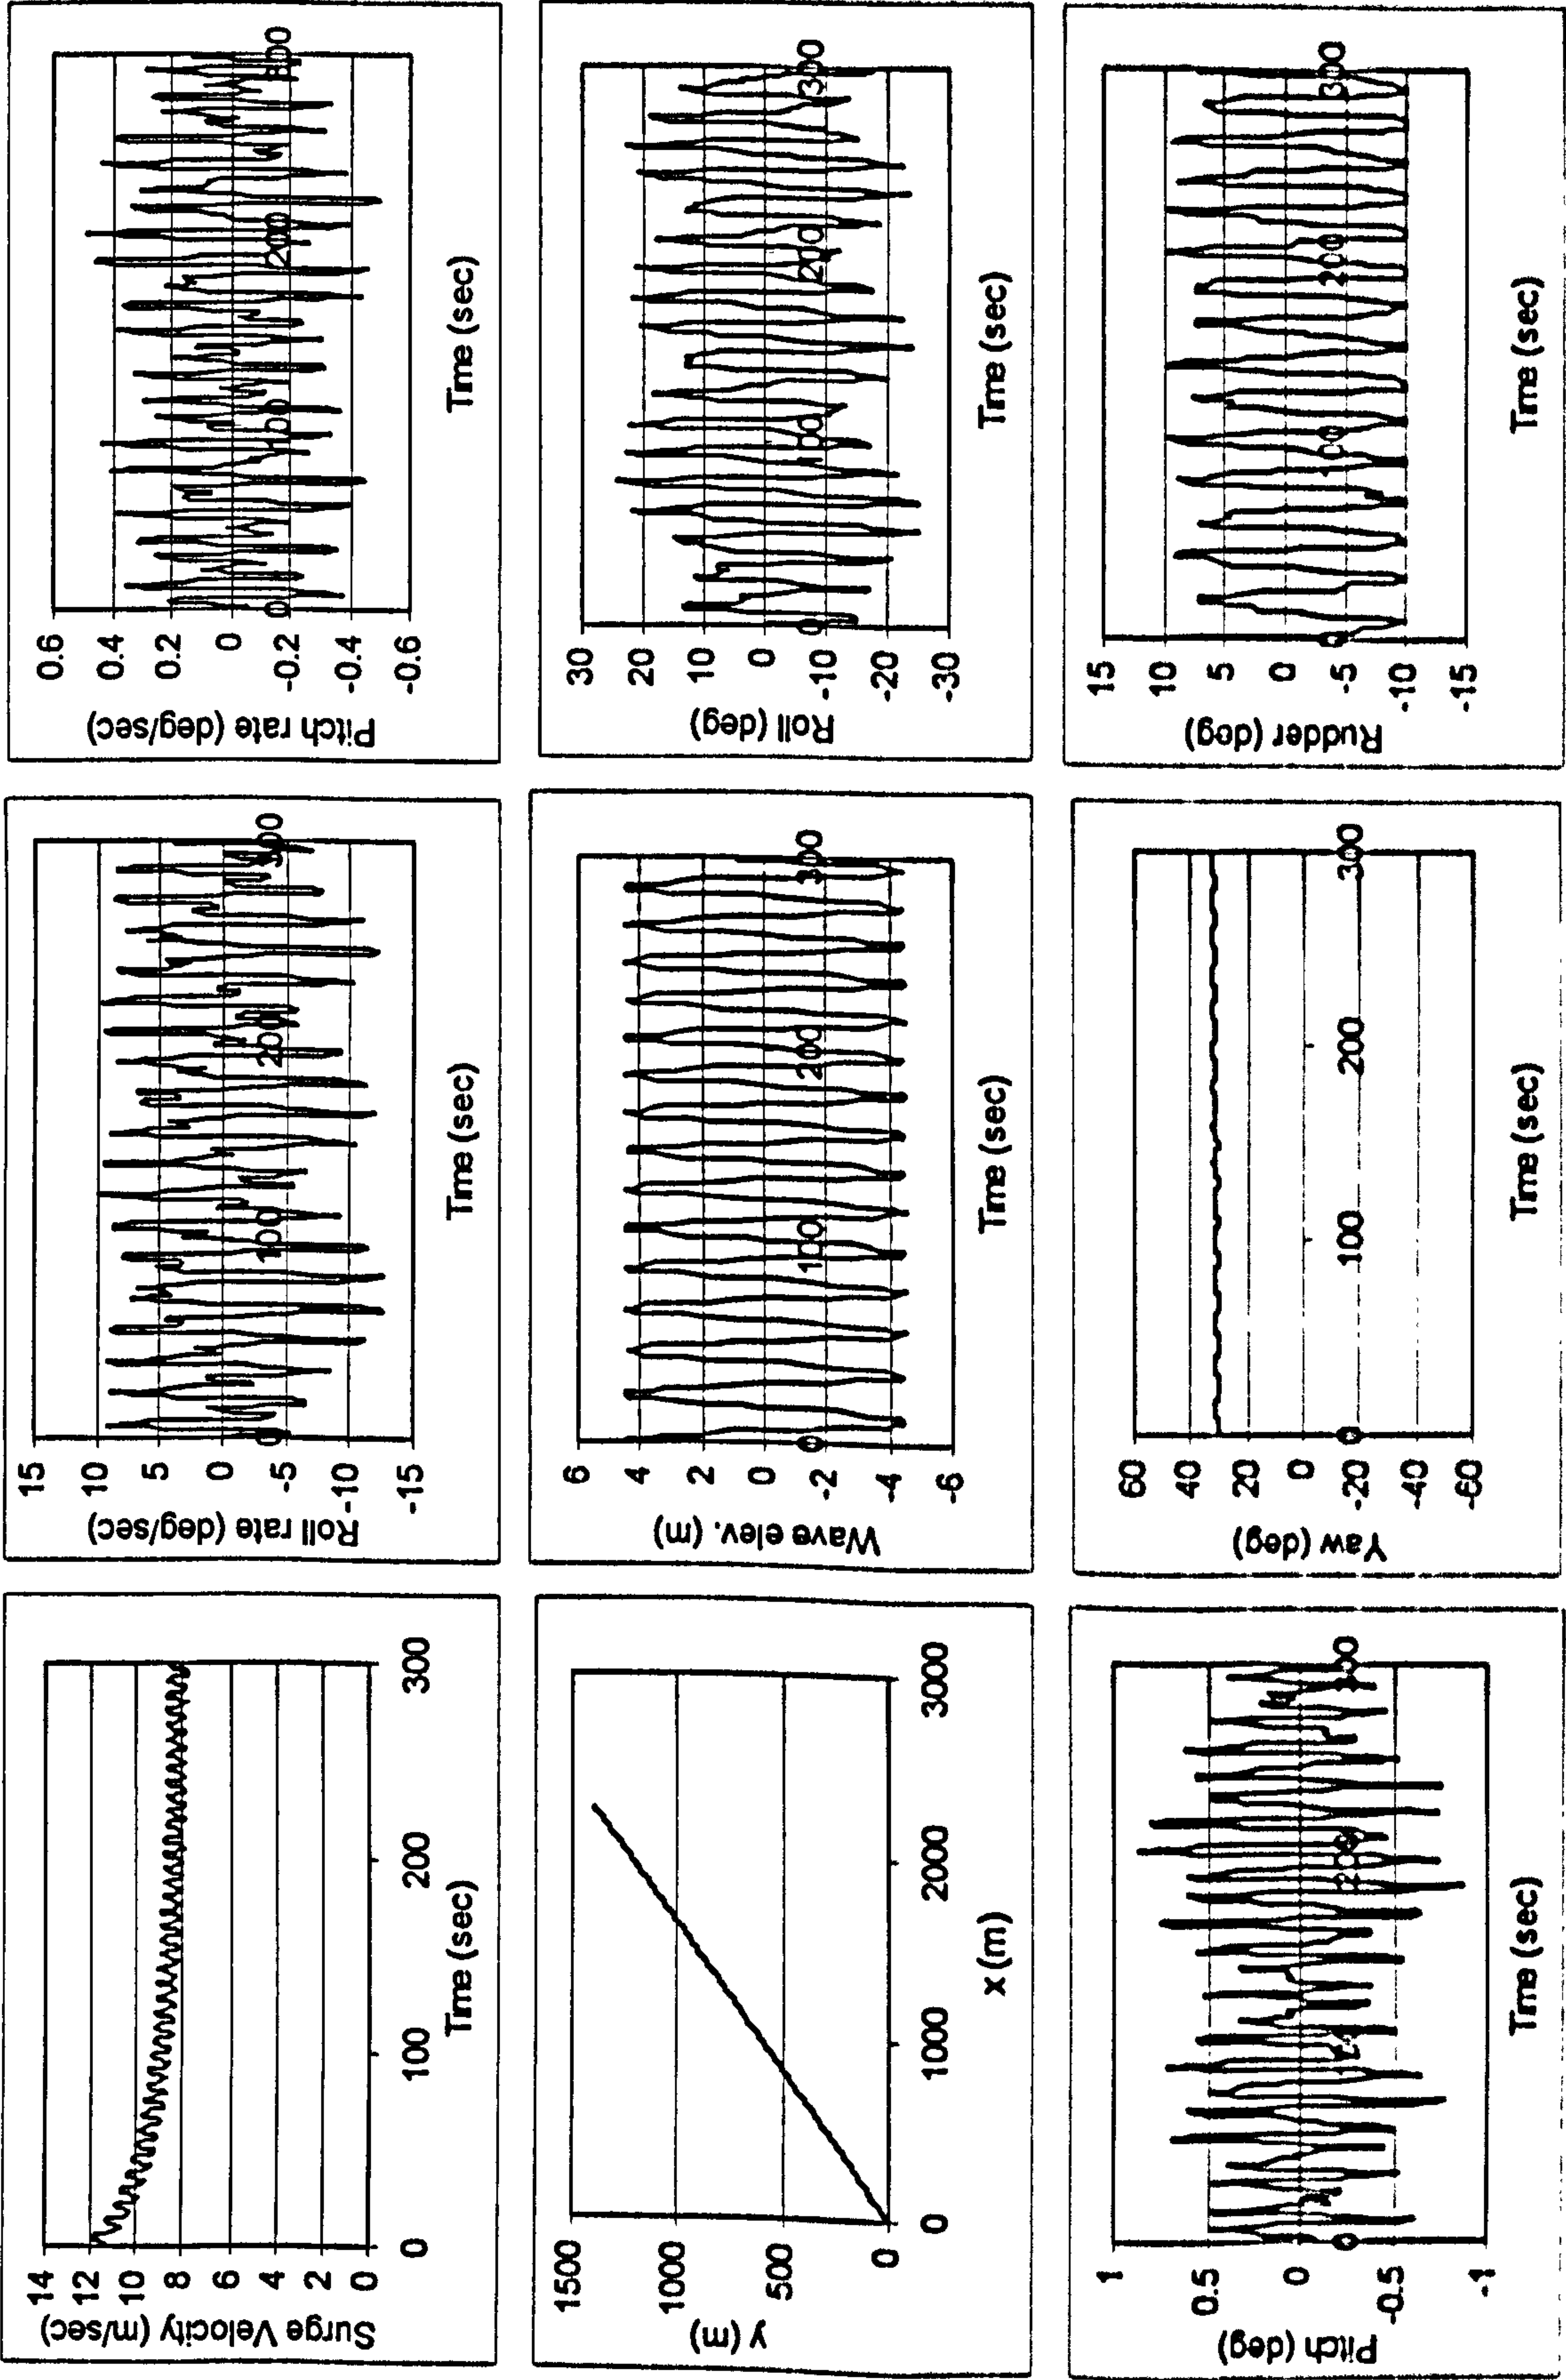 Surge Velocity (m/sec)
14
12
10
8
6
4
2
0
0 100 200 300
Time (sec)
Roll rate (deg/sec)
15
10
5
0
-5
-10
-15
0 100 200 300
Time (sec)
Pitch rate (deg/sec)
0.6
0.4
0.2
0
-0.2
-0.4
-0.6
0 100 200 300
Time (sec)
y (m)
1500
1000
500
0
0 1000 2000 3000
x (m)
Wave elev. (m)
6
4
2
0
-2
-4
-6
0 100 200 300
Time (sec)
Roll (deg)
30
20
10
0
-10
-20
-30
0 100 200 300
Time (sec)
Pitch (deg)
1
0.5
0
-0.5
-1
0 200 300
Time (sec)
Yaw (deg)
60
40
20
0
-20
-40
-60
0 100 200 300
Time (sec)
Rudder (deg)
15
10
5
0
-5
-10
-15
0 100 200 300
Time (sec)